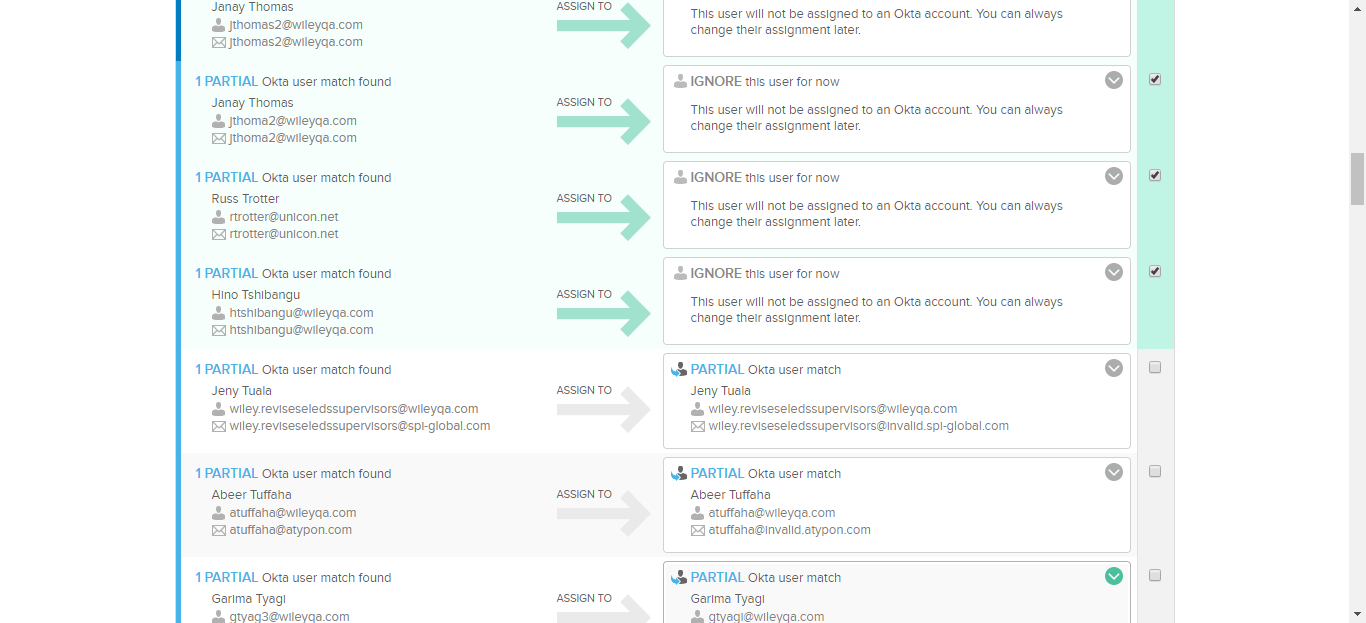 Janay Thomas
jthomas2@wileyqa.com
jthomas2@wileyqa.com
ASSIGN TO
This user will not be assigned to an Okta account. You can always
change their assignment later.
1 PARTIAL Okta user match found
Janay Thomas
jthoma2@wileyqa.com
jthoma2@wileyqa.com
ASSIGN TO
IGNORE this user for now
This user will not be assigned to an Okta account. You can always
change their assignment later.
1 PARTIAL Okta user match found
Russ Trotter
rtrotter@unicon.net
rtrotter@unicon.net
ASSIGN TO
IGNORE this user for now
This user will not be assigned to an Okta account. You can always
change their assignment later.
1 PARTIAL Okta user match found
Hino Tshibangu
htshibangu@wileyqa.com
htshibangu@wileyqa.com
ASSIGN TO
IGNORE this user for now
This user will not be assigned to an Okta account. You can always
change their assignment later.
1 PARTIAL Okta user match found
Jeny Tuala
wiley.reviseseledssupervisors@wileyqa.com
wiley.reviseseledssupervisors@spi-global.com
ASSIGN TO
PARTIAL Okta user match
Jeny Tuala
wiley.reviseseledssupervisors@wileyqa.com
wiley.reviseseledssupervisors@invalid.spi-global.com
1 PARTIAL Okta user match found
Abeer Tuffaha
atuffaha@wileyqa.com
atuffaha@atypon.com
ASSIGN TO
PARTIAL Okta user match
Abeer Tuffaha
atuffaha@wileyqa.com
atuffaha@invalid.atypon.com
1 PARTIAL Okta user match found
Garima Tyagi
gtyag3@wileyqa.com
ASSIGN TO
PARTIAL Okta user match
Garima Tyagi
gtyagi@wileyqa.com